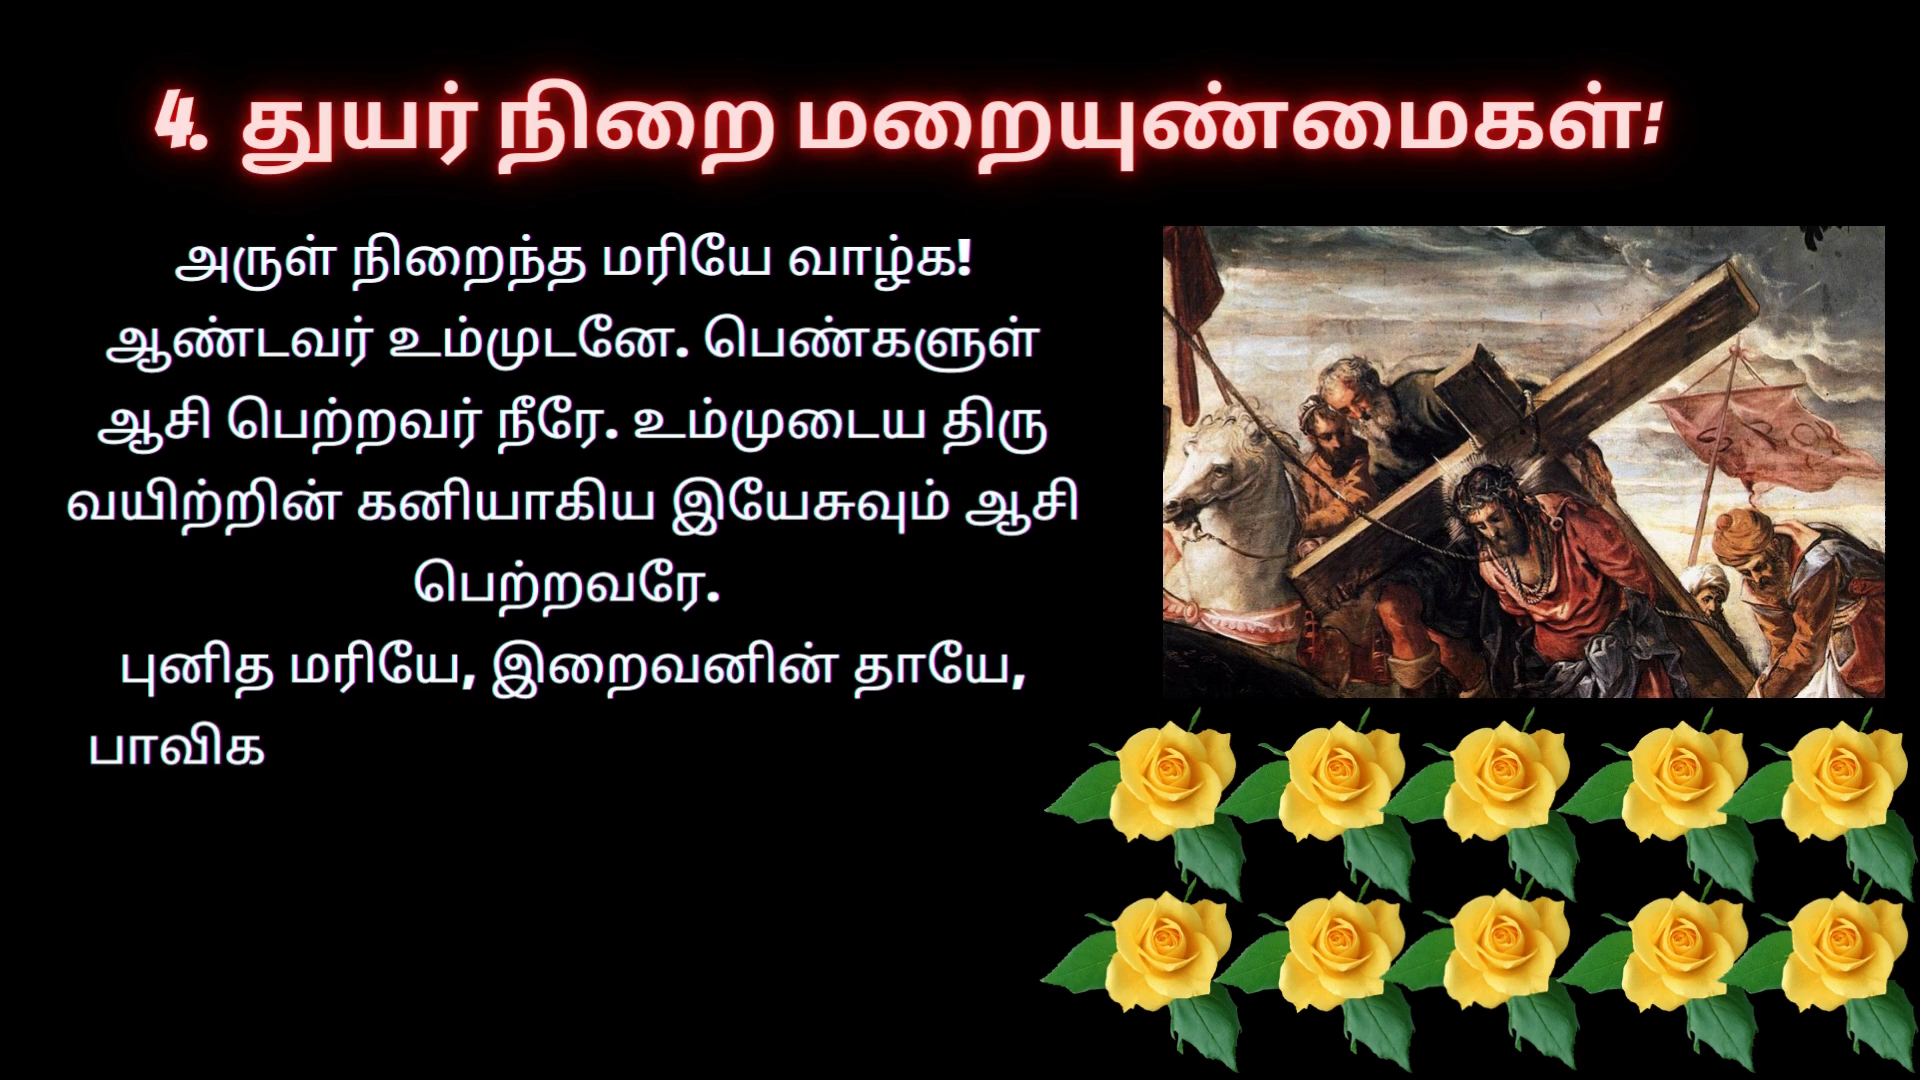 4. துயர் நிறை மறையுண்மைகள்:
அருள் நிறைந்த மரியே வாழ்க!
ஆண்டவர் உம்முடனே. பெண்களுள்
ஆசி பெற்றவர் நீரே. உம்முடைய திரு
வயிற்றின் கனியாகிய இயேசுவும் ஆசி
பெற்றவரே.
புனித மரியே, இறைவனின் தாயே,
பாவிக